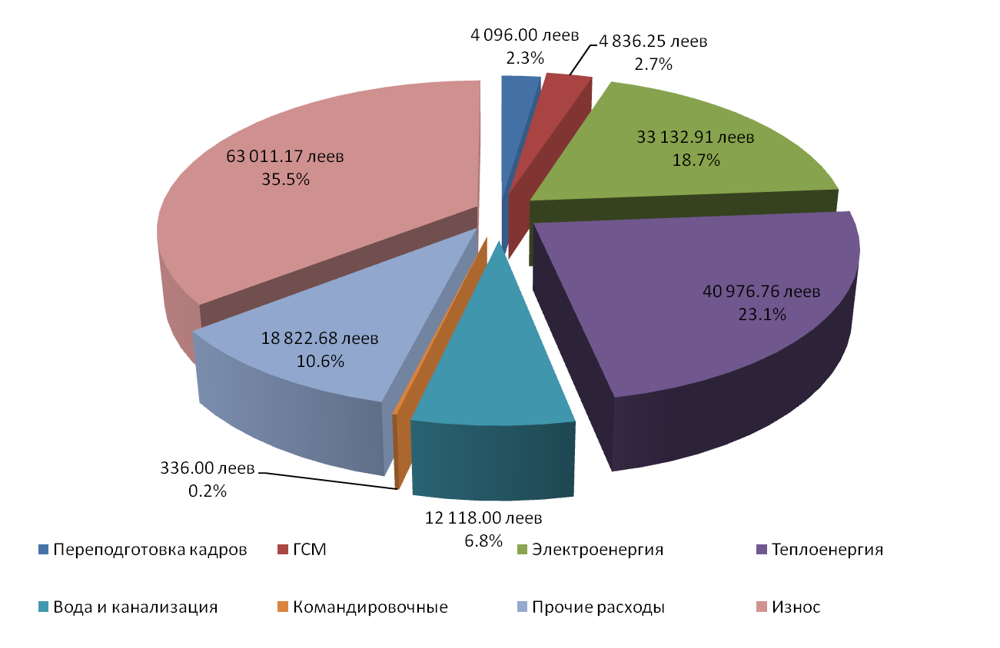 4 096.00 леев
2.3%
4 836.25 леев
2.7%
33 132.91 леев
18.7%
63 011.17 леев
35.5%
40 976.76 леев
23.1%
18 822.68 леев
10.6%
336.00 леев
0.2%
12 118.00 леев
6.8%
Переподготовка кадров
ГСМ
Электроенергия
Теплоенергия
Вода и канализация
Командировочные
Прочие расходы
Износ